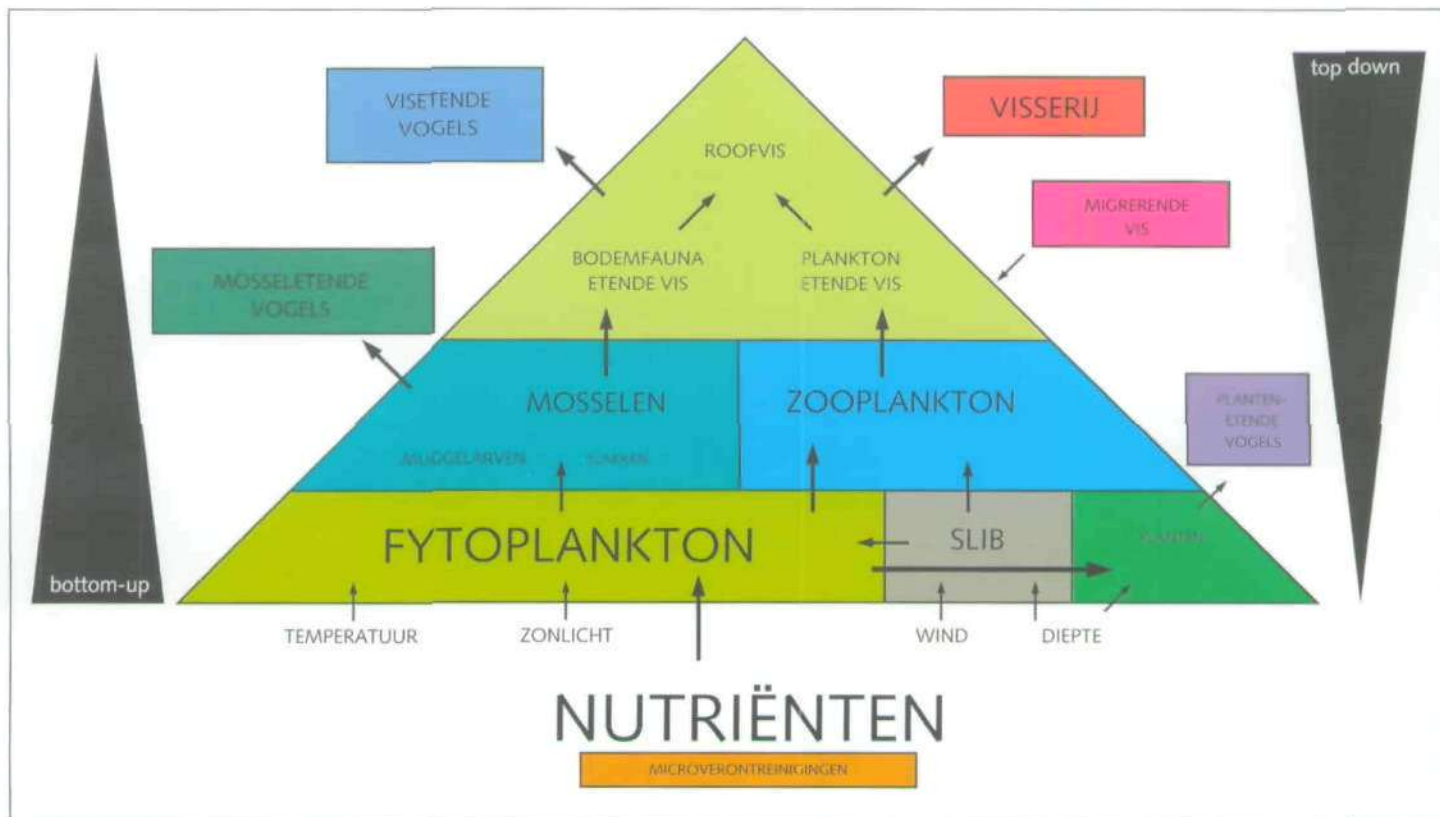 top down
VISETENDE
VOGELS
VISSERIJ
ROOFVIS
MIGRERENDE
VIS
BODEMFAUNA
ETENDE VIS
PLANKTON
ETENDE VIS
MOSSELETENDE
VOGELS
MOSSELEN
ZOOPLANKTON
PLANTEN-
ETENDE
VOGELS
MUGGELARVEN
FYTOPLANKTON
SLIB
bottom-up
TEMPERATUUR
ZONLICHT
WIND
DIEPTE
NUTRIËNTEN
MICROVERONTREINIGINGEN